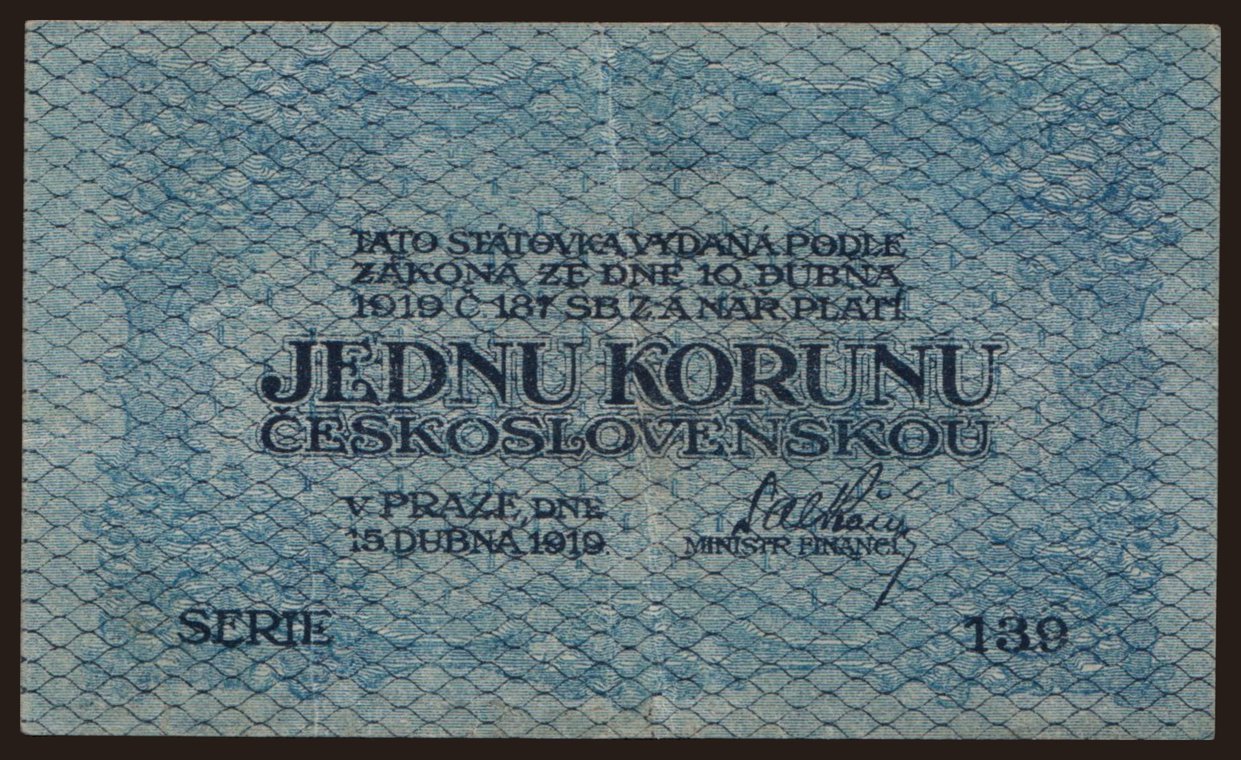 TATO STÁTOVKA, VYDANÁ PODLE
ZÁKONA ZE DNE 10. DUBNA
1919 Č. 187 SB. Z. A NAŘ. PLATÍ
JEDNU KORUNU
ČESKOSLOVENSKOU
V PRAZE, DNE
15. DUBNA 1919.
MINISTR FINANCÍ
SERIE 139